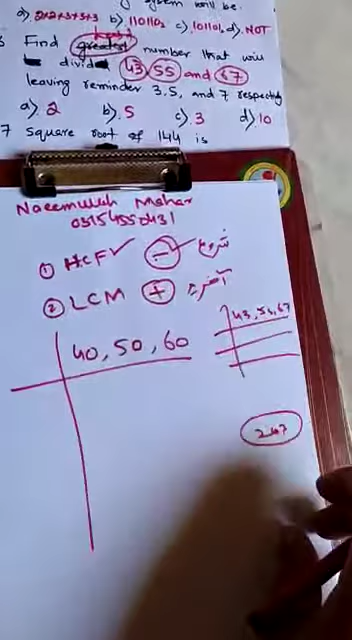 a) 2x2x3x3x3 b) 110110₂ c) 101101₂ d). NOT
Find greatest number that will
divide 43, 55 and 67
leaving reminder 3, 5, and 7 respectively
a). 2 b). 5 c). 3 d). 10
7 Square root of 144 is
Naeemullah Mahar
① HCF ✓ − شروع
② LCM + آخر
43, 55, 67
40, 50, 60